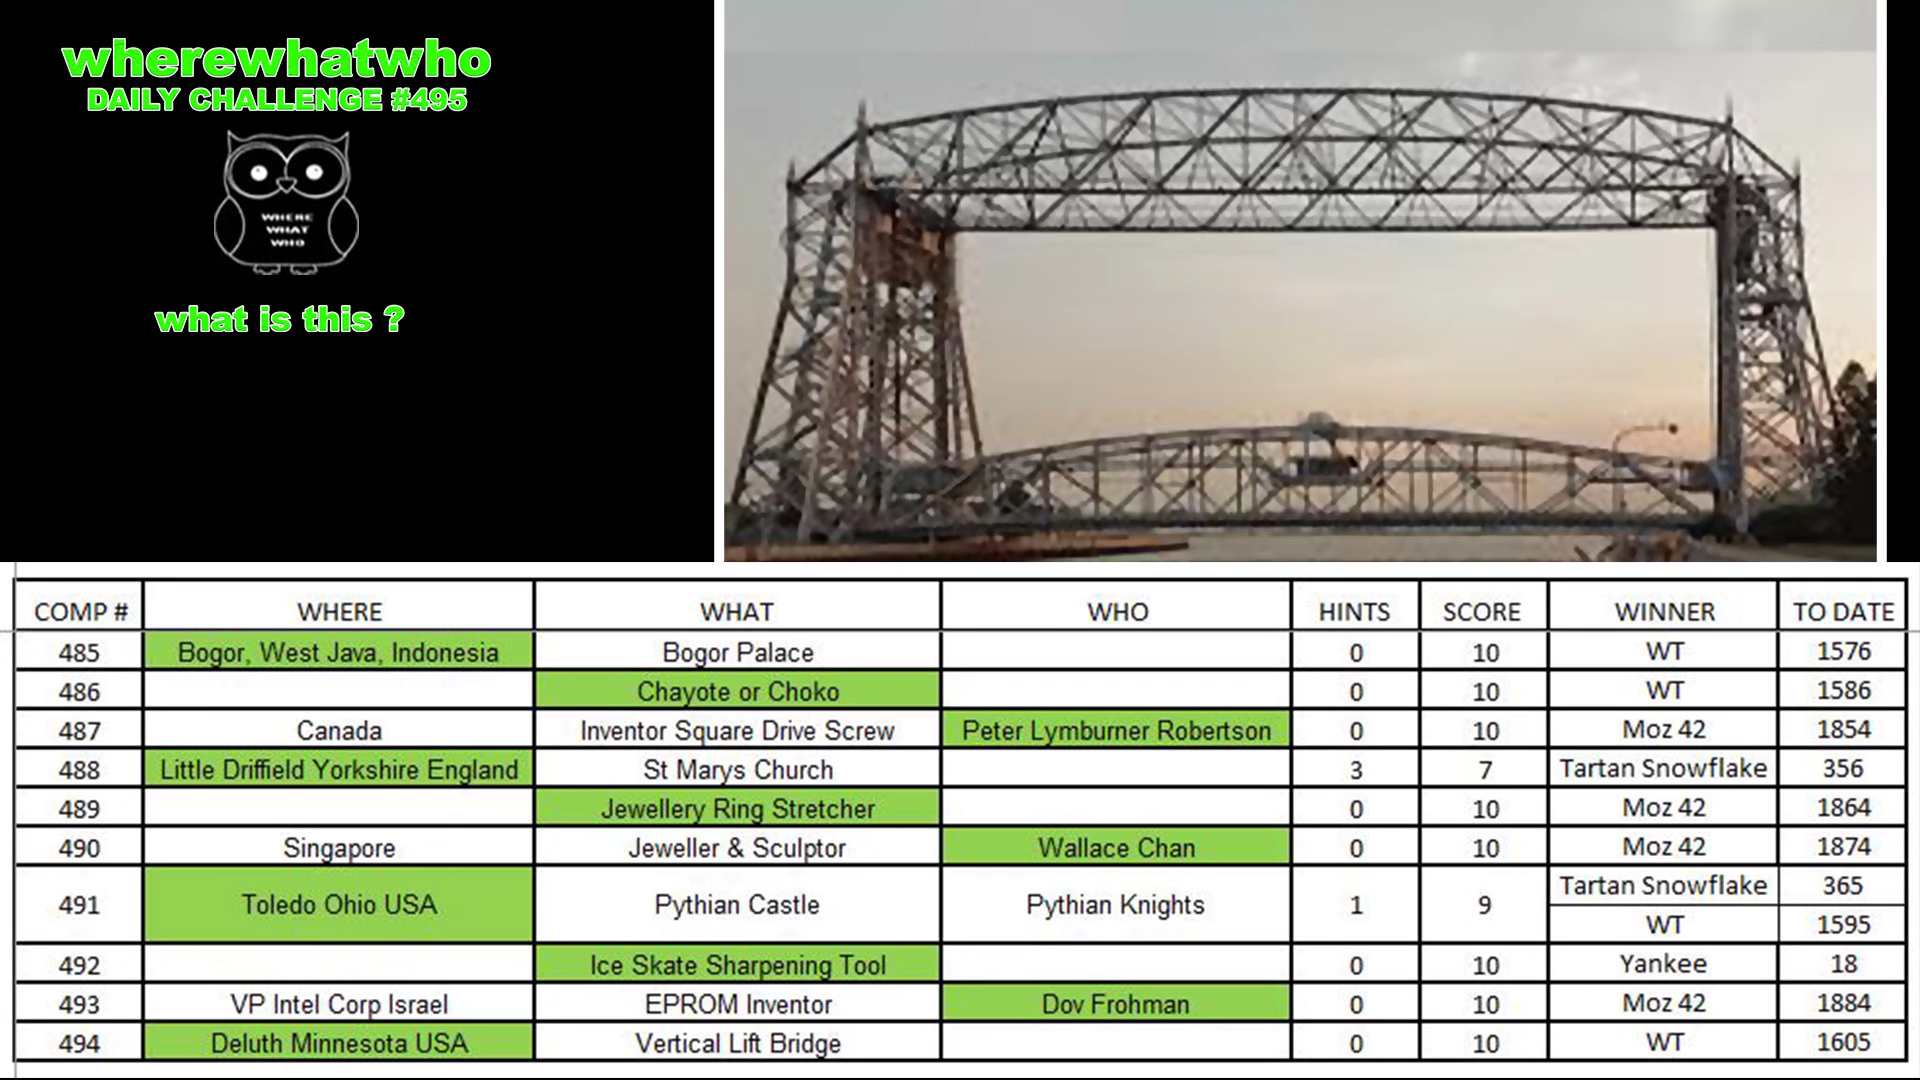 wherewhatwho
DAILY CHALLENGE #495
WHERE
WHAT
WHO
what is this ?
COMP # WHERE WHAT WHO HINTS SCORE WINNER TO DATE
485 Bogor, West Java, Indonesia Bogor Palace 0 10 WT 1576
486 Chayote or Choko 0 10 WT 1586
487 Canada Inventor Square Drive Screw Peter Lymburner Robertson 0 10 Moz 42 1854
488 Little Driffield Yorkshire England St Marys Church 3 7 Tartan Snowflake 356
489 Jewellery Ring Stretcher 0 10 Moz 42 1864
490 Singapore Jeweller & Sculptor Wallace Chan 0 10 Moz 42 1874
491 Toledo Ohio USA Pythian Castle Pythian Knights 1 9 Tartan Snowflake 365
WT 1595
492 Ice Skate Sharpening Tool 0 10 Yankee 18
493 VP Intel Corp Israel EPROM Inventor Dov Frohman 0 10 Moz 42 1884
494 Deluth Minnesota USA Vertical Lift Bridge 0 10 WT 1605